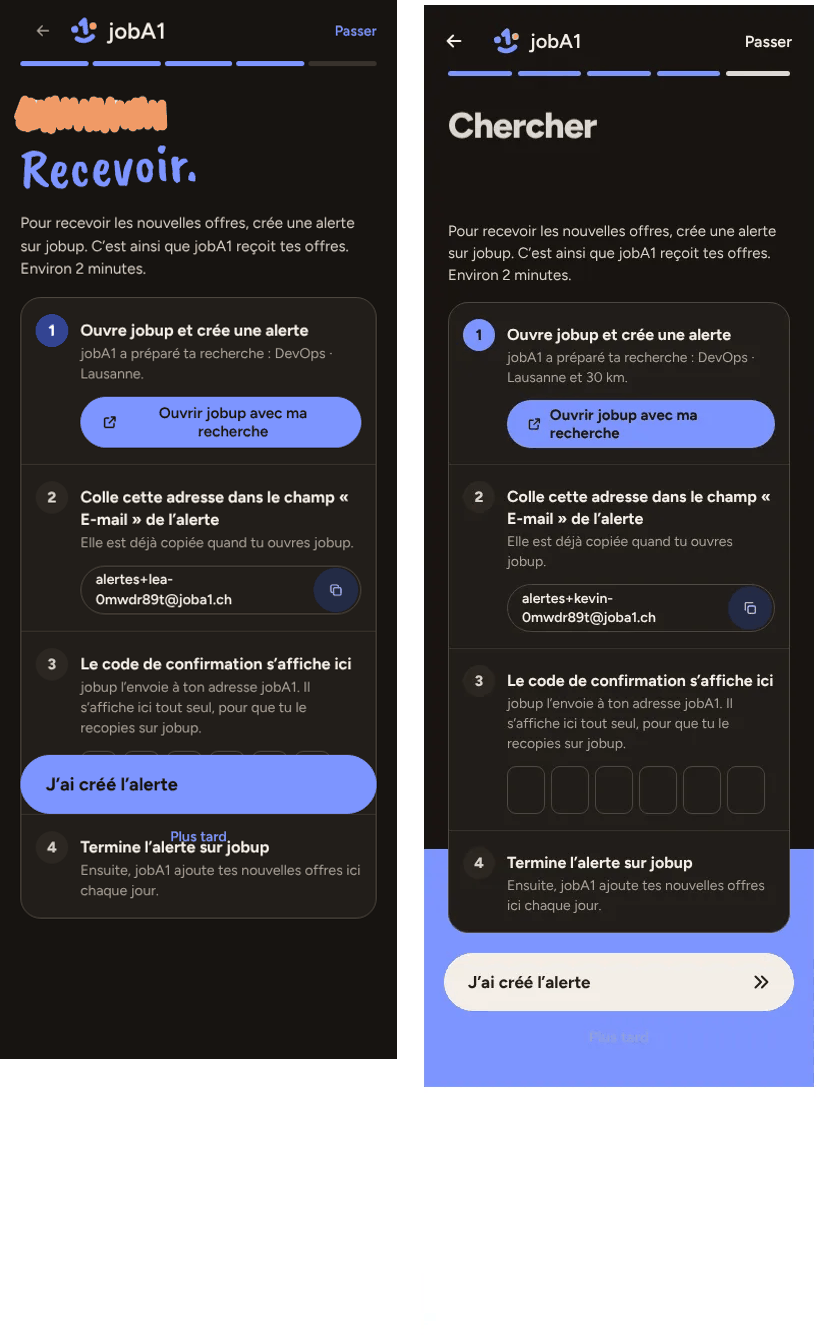 jobA1
Passer
Recevoir.
Pour recevoir les nouvelles offres, crée une alerte
sur jobup. C’est ainsi que jobA1 reçoit tes offres.
Environ 2 minutes.
1
Ouvre jobup et crée une alerte
jobA1 a préparé ta recherche : DevOps ·
Lausanne.
Ouvrir jobup avec ma
recherche
2
Colle cette adresse dans le champ «
E-mail » de l’alerte
Elle est déjà copiée quand tu ouvres jobup.
alertes+lea-
0mwdr89t@joba1.ch
3
Le code de confirmation s’affiche ici
jobup l’envoie à ton adresse jobA1. Il
s’affiche ici tout seul, pour que tu le
recopies sur jobup.
J’ai créé l’alerte
Plus tard
4
Termine l’alerte sur jobup
Ensuite, jobA1 ajoute tes nouvelles offres ici
chaque jour.
jobA1
Passer
Chercher
Pour recevoir les nouvelles offres, crée une alerte
sur jobup. C’est ainsi que jobA1 reçoit tes offres.
Environ 2 minutes.
1
Ouvre jobup et crée une alerte
jobA1 a préparé ta recherche : DevOps ·
Lausanne et 30 km.
Ouvrir jobup avec ma
recherche
2
Colle cette adresse dans le champ «
E-mail » de l’alerte
Elle est déjà copiée quand tu ouvres
jobup.
alertes+kevin-
0mwdr89t@joba1.ch
3
Le code de confirmation s’affiche ici
jobup l’envoie à ton adresse jobA1. Il
s’affiche ici tout seul, pour que tu le
recopies sur jobup.
4
Termine l’alerte sur jobup
Ensuite, jobA1 ajoute tes nouvelles offres
ici chaque jour.
J’ai créé l’alerte
Plus tard